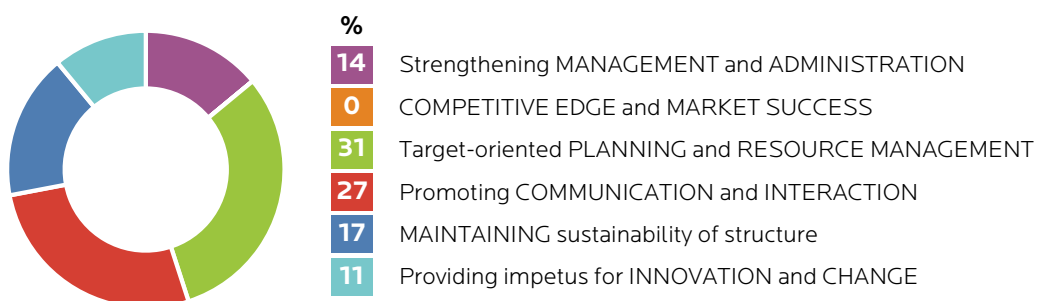 %
14 Strengthening MANAGEMENT and ADMINISTRATION
0 COMPETITIVE EDGE and MARKET SUCCESS
31 Target-oriented PLANNING and RESOURCE MANAGEMENT
27 Promoting COMMUNICATION and INTERACTION
17 MAINTAINING sustainability of structure
11 Providing impetus for INNOVATION and CHANGE